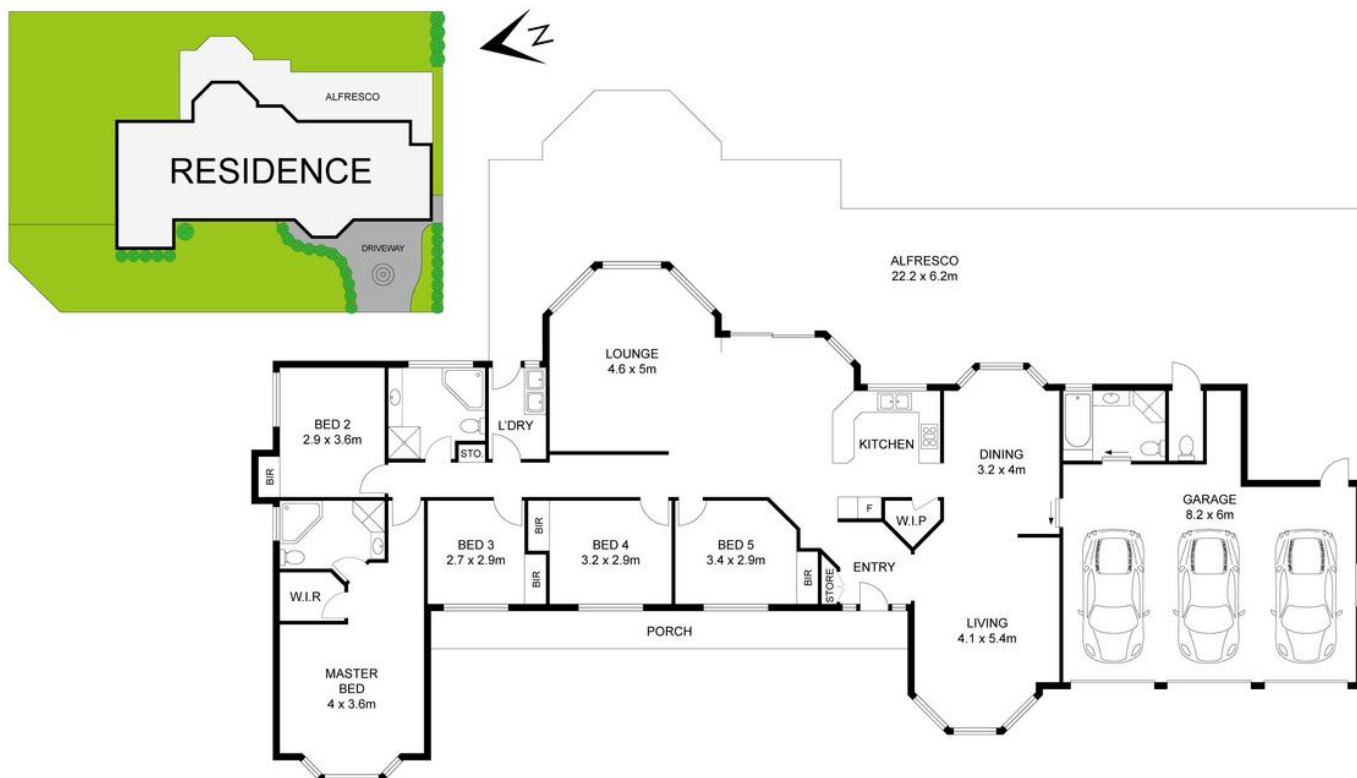 N
ALFRESCO
RESIDENCE
DRIVEWAY
ALFRESCO
22.2 x 6.2m
LOUNGE
4.6 x 5m
BED 2
2.9 x 3.6m
BIR
STO.
L'DRY
KITCHEN
DINING
3.2 x 4m
F
W.I.P
GARAGE
8.2 x 6m
BED 3
2.7 x 2.9m
BIR
BIR
BED 4
3.2 x 2.9m
BED 5
3.4 x 2.9m
BIR
STORE
ENTRY
W.I.R
PORCH
LIVING
4.1 x 5.4m
MASTER
BED
4 x 3.6m